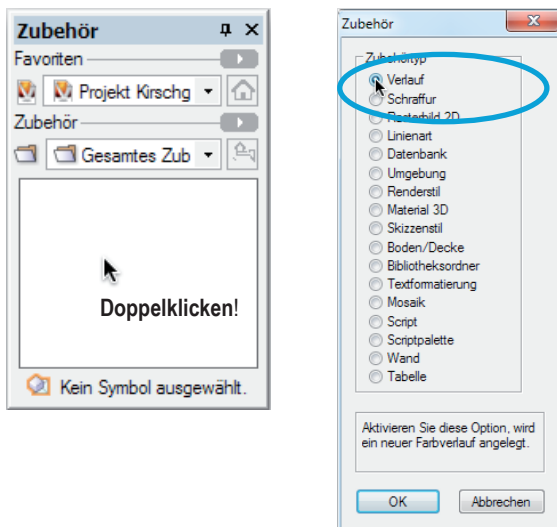 Zubehör
Favoriten
Projekt Kirschg
Zubehör
Gesamtes Zub
Doppelklicken!
Kein Symbol ausgewählt.
Zubehör
Zubehörtyp
Verlauf
Schraffur
Rasterbild 2D
Linienart
Datenbank
Umgebung
Renderstil
Material 3D
Skizzenstil
Boden/Decke
Bibliotheksordner
Textformatierung
Mosaik
Script
Scriptpalette
Wand
Tabelle
Aktivieren Sie diese Option, wird
ein neuer Farbverlauf angelegt.
OK Abbrechen